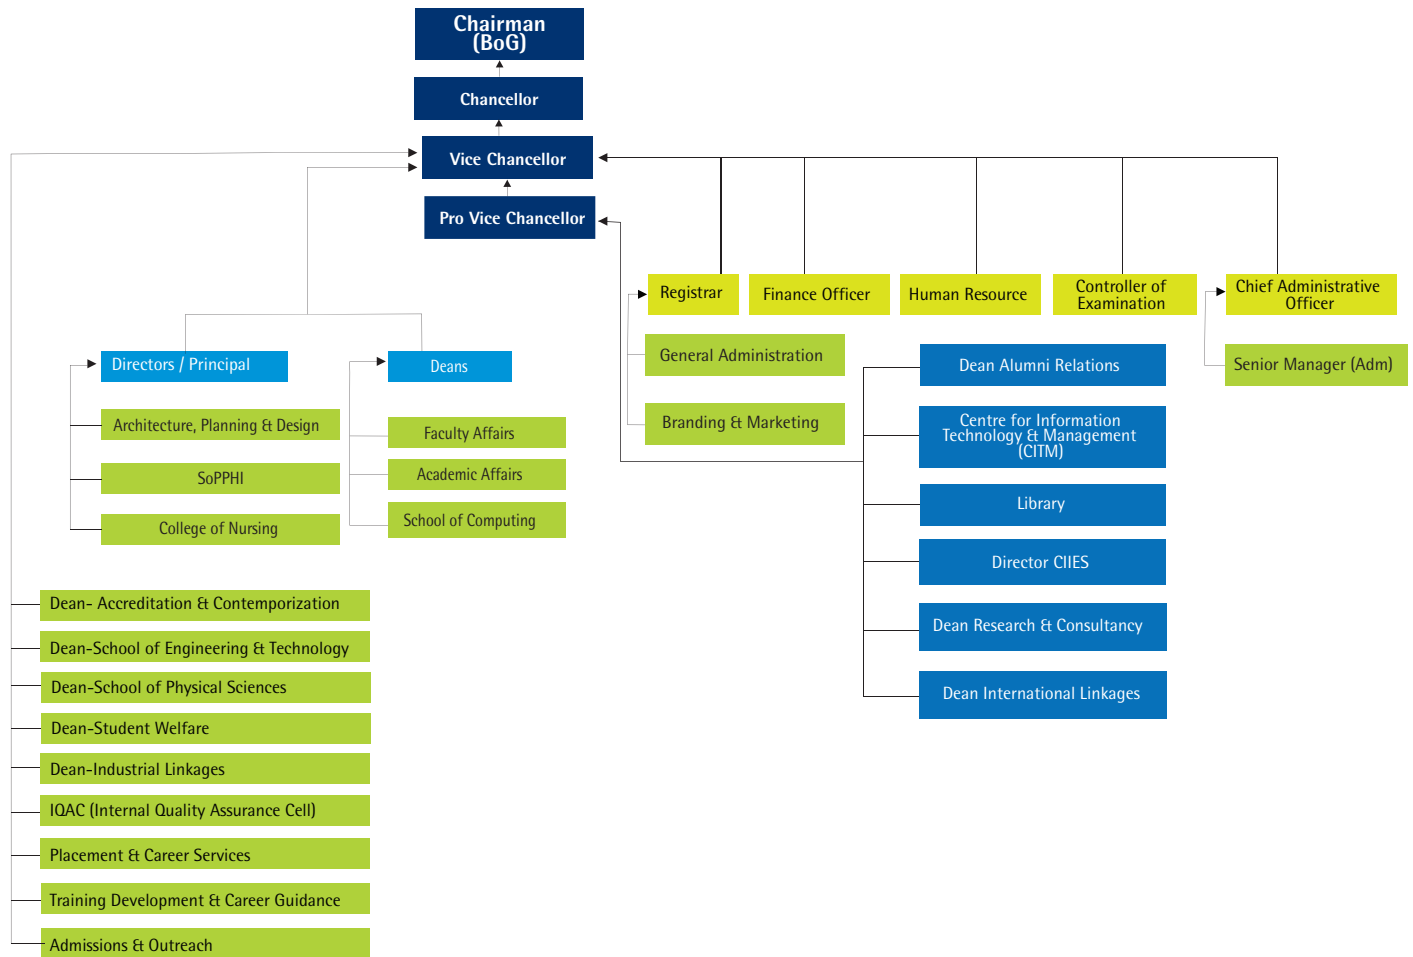 Chairman
(BoG)
Chancellor
Vice Chancellor
Pro Vice Chancellor
Registrar
Finance Officer
Human Resource
Controller of
Examination
Chief Administrative
Officer
General Administration
Branding & Marketing
Senior Manager (Adm)
Directors / Principal
Architecture, Planning & Design
SoPPHI
College of Nursing
Deans
Faculty Affairs
Academic Affairs
School of Computing
Dean Alumni Relations
Centre for Information
Technology & Management
(CITM)
Library
Director CIIES
Dean Research & Consultancy
Dean International Linkages
Dean- Accreditation & Contemporization
Dean-School of Engineering & Technology
Dean-School of Physical Sciences
Dean-Student Welfare
Dean-Industrial Linkages
IQAC (Internal Quality Assurance Cell)
Placement & Career Services
Training Development & Career Guidance
Admissions & Outreach